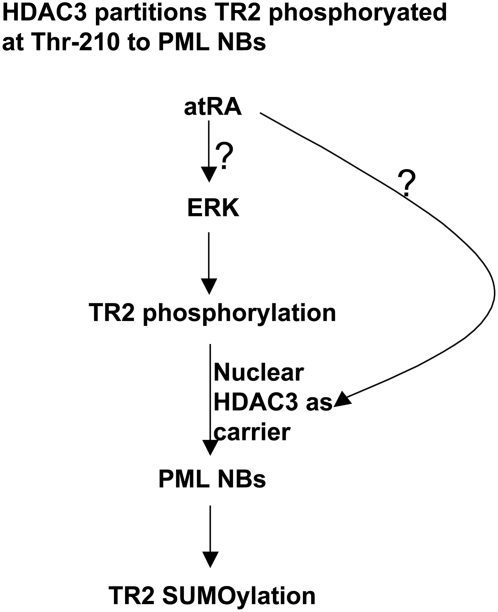 HDAC3 partitions TR2 phosphoryated
at Thr-210 to PML NBs
atRA
?
?
ERK
TR2 phosphorylation
Nuclear
HDAC3 as
carrier
PML NBs
TR2 SUMOylation